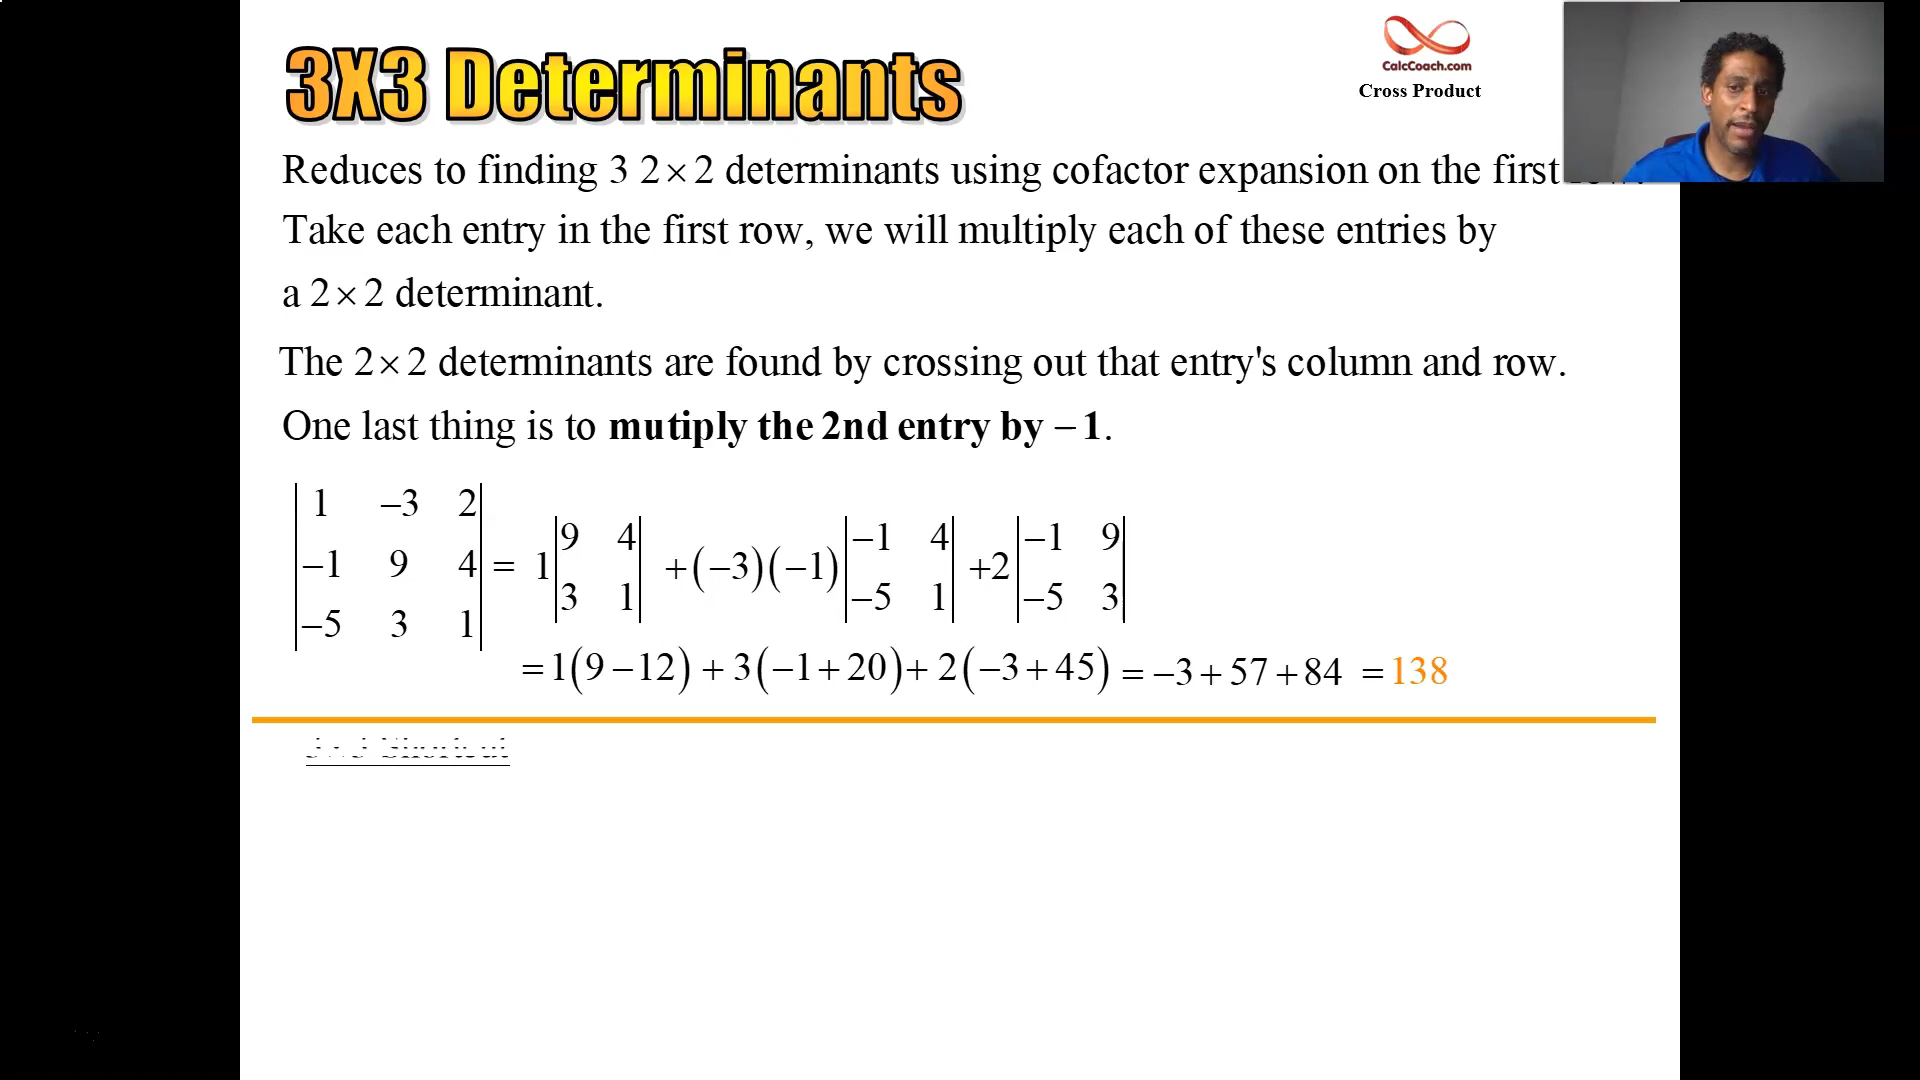 3X3 Determinants
CalcCoach.com
Cross Product
Reduces to finding 3 2×2 determinants using cofactor expansion on the first
Take each entry in the first row, we will multiply each of these entries by
a 2×2 determinant.
The 2×2 determinants are found by crossing out that entry's column and row.
One last thing is to mutiply the 2nd entry by −1.
|1 −3 2|
|−1 9 4| = 1|9 4| +(−3)(−1)|−1 4| +2|−1 9|
|−5 3 1| |3 1| |−5 1| |−5 3|
=1(9−12)+3(−1+20)+2(−3+45)=−3+57+84 =138